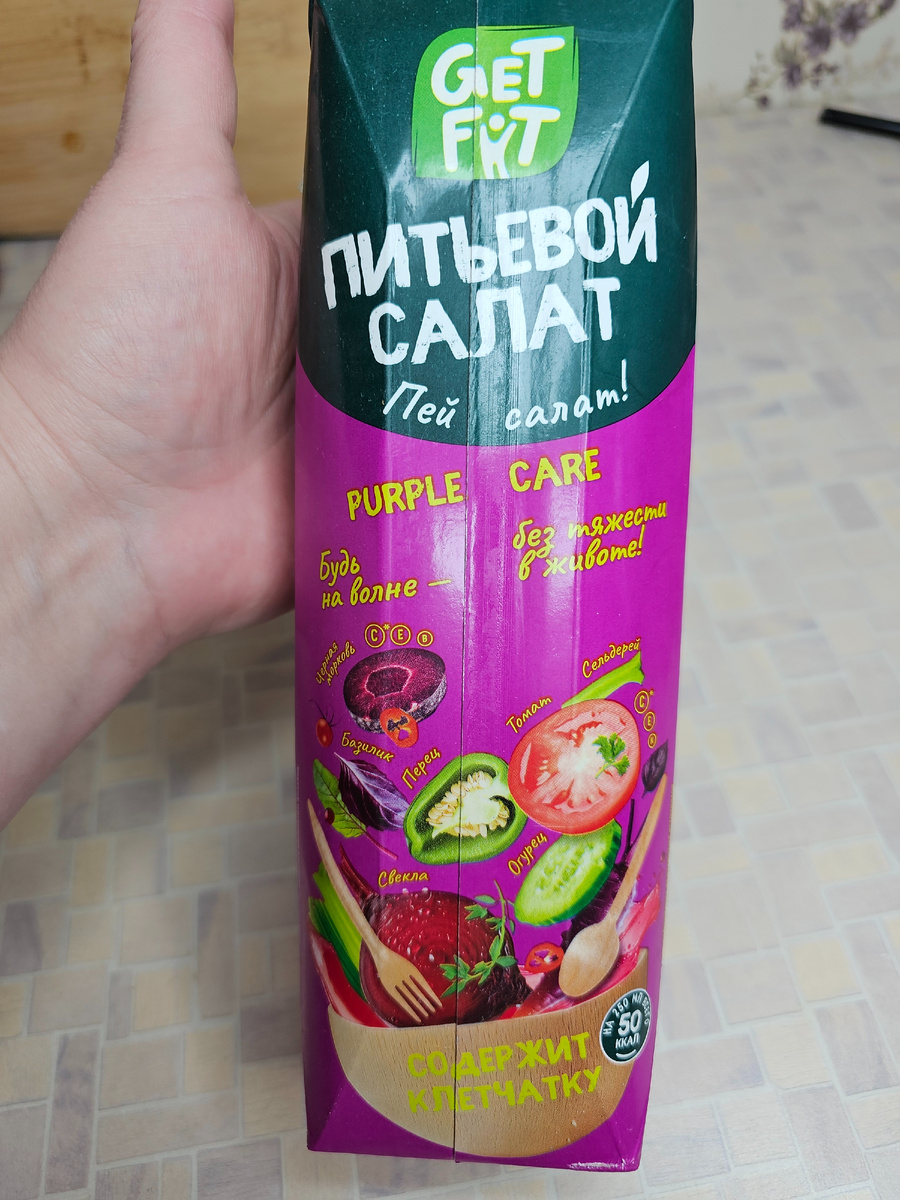 GET
FIT
ПИТЬЕВОЙ
САЛАТ
Пей салат!
PURPLE CARE
Будь
на волне —
без тяжести
в животе!
C* E B
Черная
морковь
Сельдерей
C*
E
Томат
Базилик
Перец
Огурец
Свекла
НА 250 МЛ ВСЕГО
50
ККАЛ
СОДЕРЖИТ
КЛЕТЧАТКУ